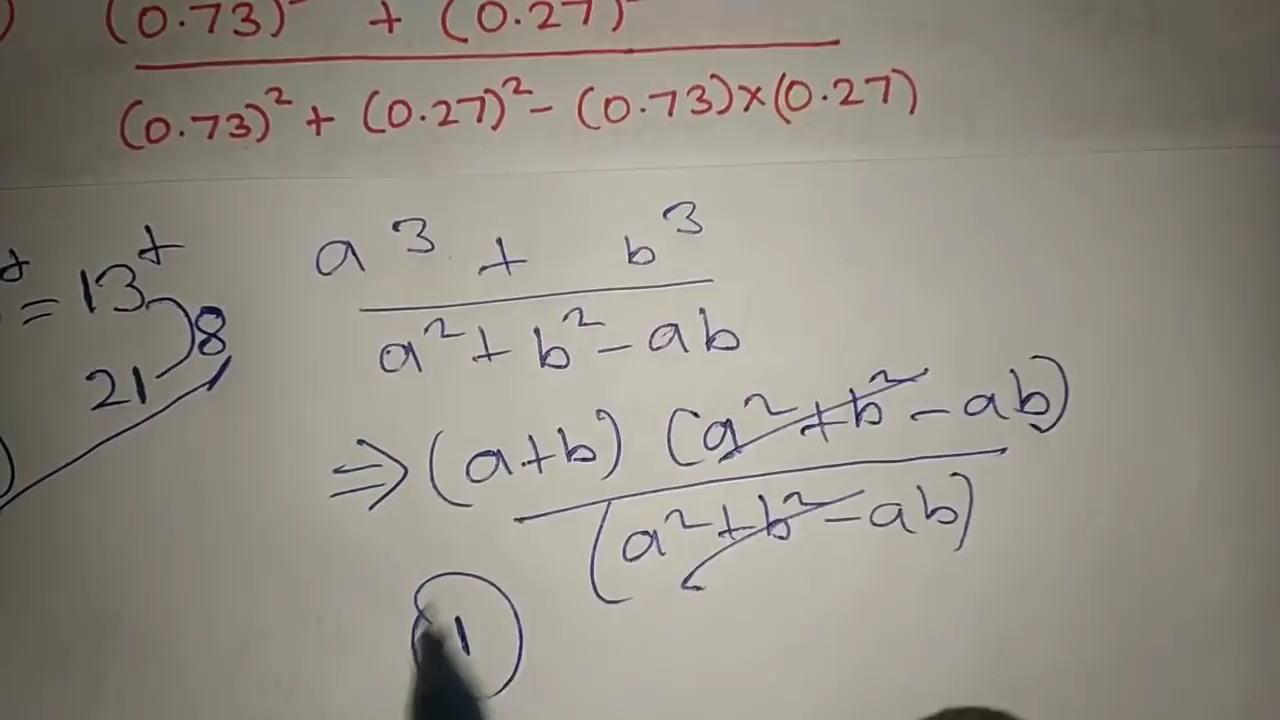 ) (0.73) + (0.27)
(0.73)² + (0.27)² - (0.73)×(0.27)
a³ + b³
a² + b² - ab
= 13+
8
21
⇒ (a+b) (a² + b² - ab)
(a² + b² - ab)
)
1